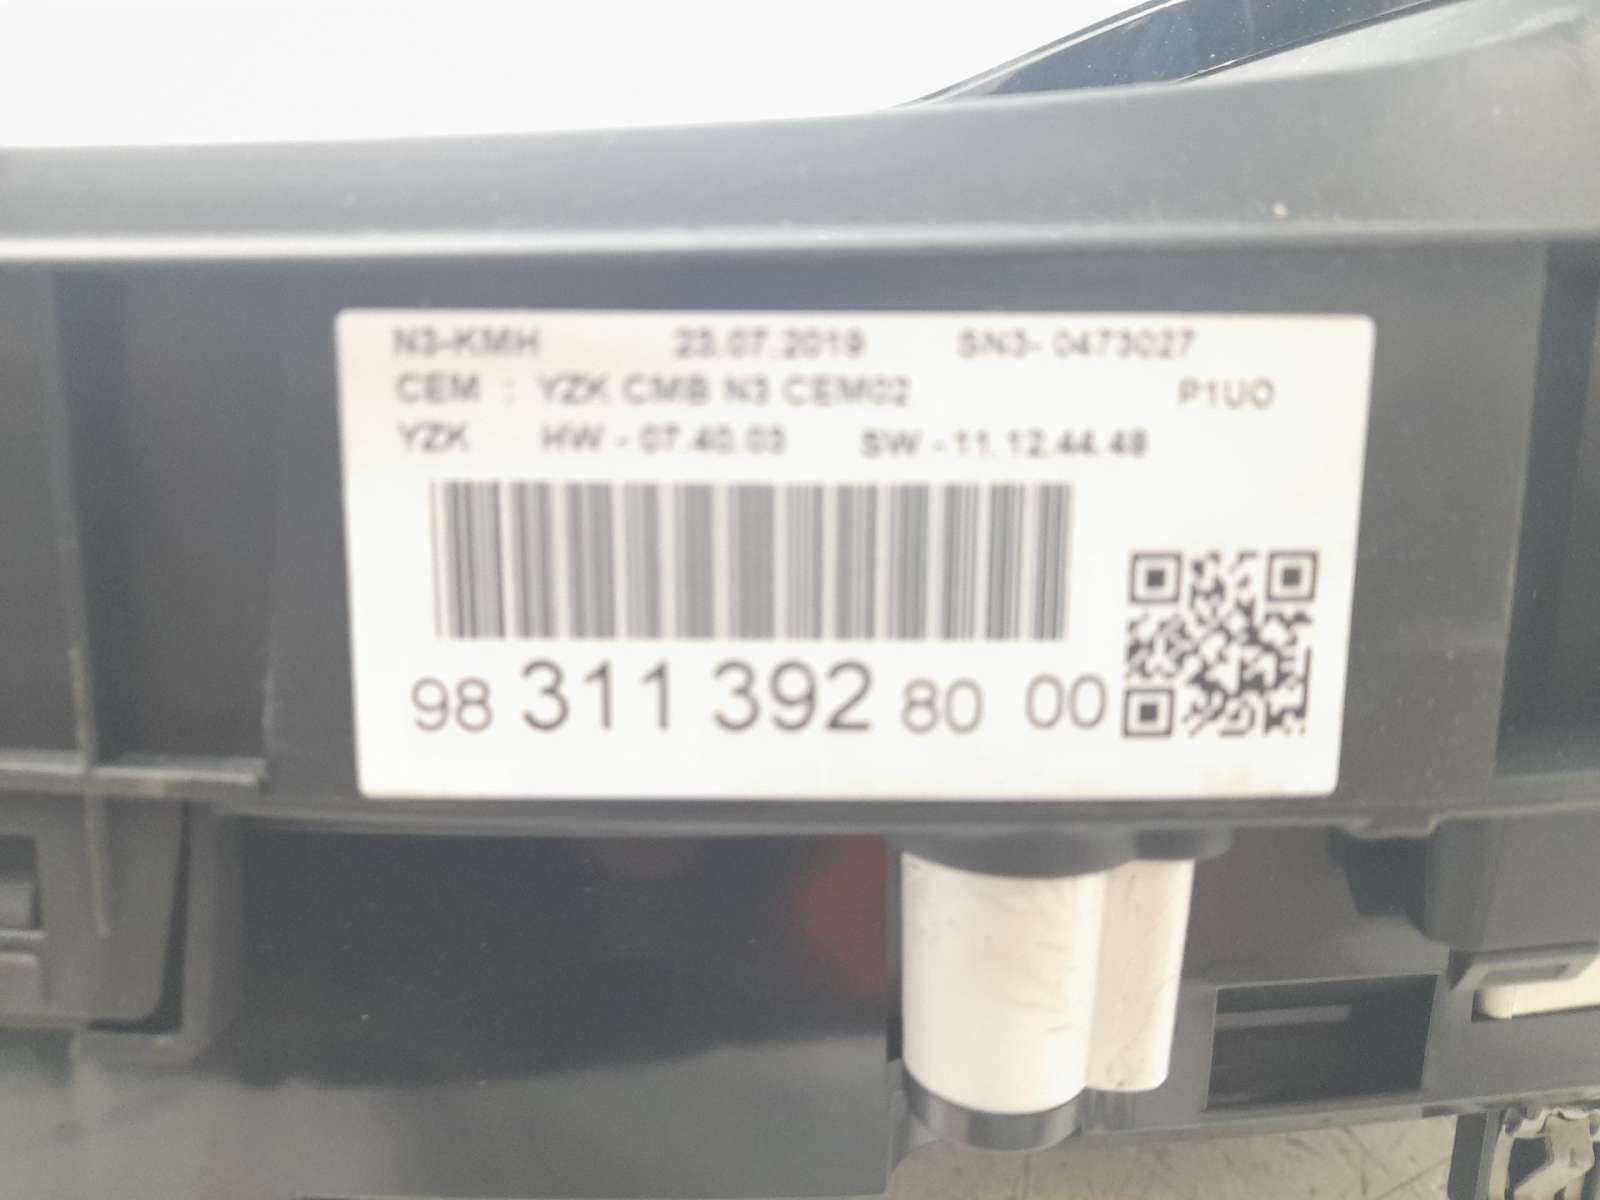 N3-KMH 23.07.2019 SN3- 0473027
CEM : YZK CMB N3 CEM02 P1UO
YZK HW - 07.40.03 SW - 11.12.44.48
98 311 392 80 00